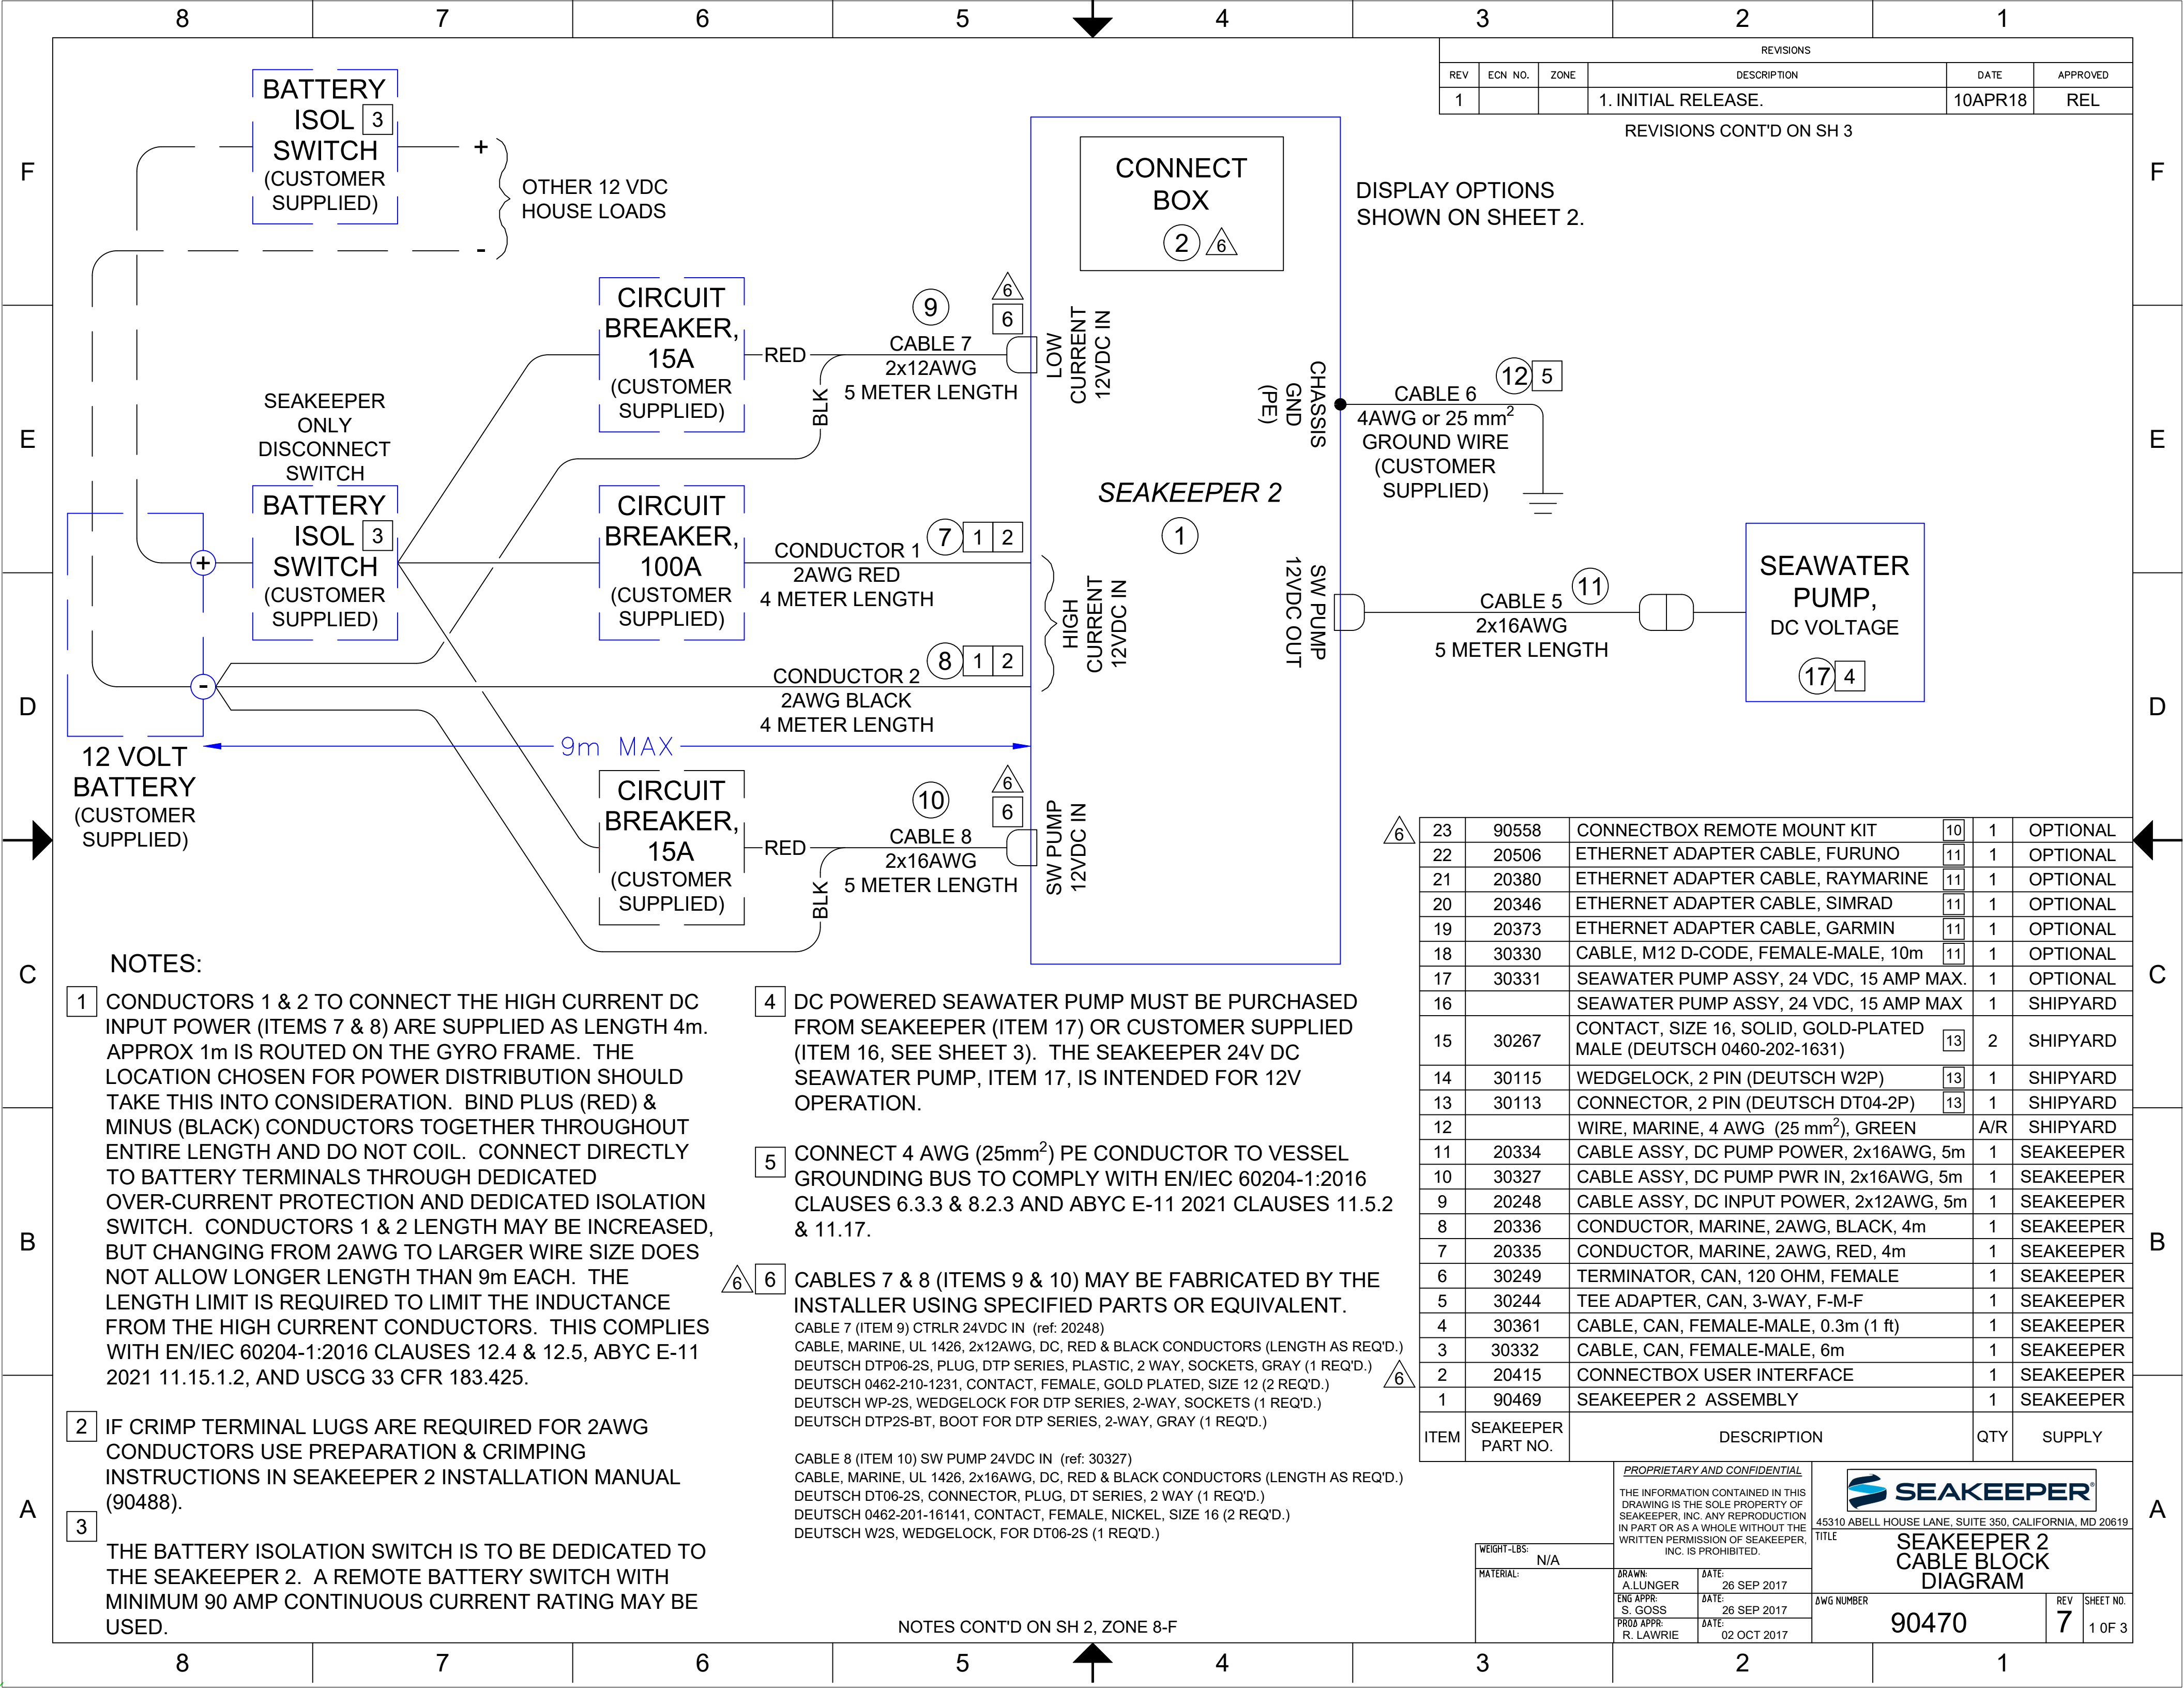 8 7 6 5 4 3 2 1
REVISIONS
REV ECN NO. ZONE DESCRIPTION DATE APPROVED
1 1. INITIAL RELEASE. 10APR18 REL
REVISIONS CONT'D ON SH 3
F
F
BATTERY
ISOL 3
SWITCH
(CUSTOMER
SUPPLIED)
+
-
OTHER 12 VDC
HOUSE LOADS
CONNECT
BOX
2 6
DISPLAY OPTIONS
SHOWN ON SHEET 2.
CIRCUIT
BREAKER,
15A
(CUSTOMER
SUPPLIED)
RED
BLK
9
CABLE 7
2x12AWG
5 METER LENGTH
6
6
LOW
CURRENT
12VDC IN
CHASSIS
GND
(PE)
12 5
CABLE 6
4AWG or 25 mm²
GROUND WIRE
(CUSTOMER
SUPPLIED)
E
E
SEAKEEPER
ONLY
DISCONNECT
SWITCH
BATTERY
ISOL 3
SWITCH
(CUSTOMER
SUPPLIED)
+
-
CIRCUIT
BREAKER,
100A
(CUSTOMER
SUPPLIED)
7 1 2
CONDUCTOR 1
2AWG RED
4 METER LENGTH
8 1 2
CONDUCTOR 2
2AWG BLACK
4 METER LENGTH
HIGH
CURRENT
12VDC IN
SEAKEEPER 2
1
SW PUMP
12VDC OUT
11
CABLE 5
2x16AWG
5 METER LENGTH
SEAWATER
PUMP,
DC VOLTAGE
17 4
D
D
9m MAX
12 VOLT
BATTERY
(CUSTOMER
SUPPLIED)
CIRCUIT
BREAKER,
15A
(CUSTOMER
SUPPLIED)
RED
BLK
10
CABLE 8
2x16AWG
5 METER LENGTH
6
6
SW PUMP
12VDC IN
C
C
NOTES:
1 CONDUCTORS 1 & 2 TO CONNECT THE HIGH CURRENT DC
INPUT POWER (ITEMS 7 & 8) ARE SUPPLIED AS LENGTH 4m.
APPROX 1m IS ROUTED ON THE GYRO FRAME. THE
LOCATION CHOSEN FOR POWER DISTRIBUTION SHOULD
TAKE THIS INTO CONSIDERATION. BIND PLUS (RED) &
MINUS (BLACK) CONDUCTORS TOGETHER THROUGHOUT
ENTIRE LENGTH AND DO NOT COIL. CONNECT DIRECTLY
TO BATTERY TERMINALS THROUGH DEDICATED
OVER-CURRENT PROTECTION AND DEDICATED ISOLATION
SWITCH. CONDUCTORS 1 & 2 LENGTH MAY BE INCREASED,
BUT CHANGING FROM 2AWG TO LARGER WIRE SIZE DOES
NOT ALLOW LONGER LENGTH THAN 9m EACH. THE
LENGTH LIMIT IS REQUIRED TO LIMIT THE INDUCTANCE
FROM THE HIGH CURRENT CONDUCTORS. THIS COMPLIES
WITH EN/IEC 60204-1:2016 CLAUSES 12.4 & 12.5, ABYC E-11
2021 11.15.1.2, AND USCG 33 CFR 183.425.
2 IF CRIMP TERMINAL LUGS ARE REQUIRED FOR 2AWG
CONDUCTORS USE PREPARATION & CRIMPING
INSTRUCTIONS IN SEAKEEPER 2 INSTALLATION MANUAL
(90488).
3
THE BATTERY ISOLATION SWITCH IS TO BE DEDICATED TO
THE SEAKEEPER 2. A REMOTE BATTERY SWITCH WITH
MINIMUM 90 AMP CONTINUOUS CURRENT RATING MAY BE
USED.
4 DC POWERED SEAWATER PUMP MUST BE PURCHASED
FROM SEAKEEPER (ITEM 17) OR CUSTOMER SUPPLIED
(ITEM 16, SEE SHEET 3). THE SEAKEEPER 24V DC
SEAWATER PUMP, ITEM 17, IS INTENDED FOR 12V
OPERATION.
5 CONNECT 4 AWG (25mm²) PE CONDUCTOR TO VESSEL
GROUNDING BUS TO COMPLY WITH EN/IEC 60204-1:2016
CLAUSES 6.3.3 & 8.2.3 AND ABYC E-11 2021 CLAUSES 11.5.2
& 11.17.
6 6 CABLES 7 & 8 (ITEMS 9 & 10) MAY BE FABRICATED BY THE
INSTALLER USING SPECIFIED PARTS OR EQUIVALENT.
CABLE 7 (ITEM 9) CTRLR 24VDC IN (ref: 20248)
CABLE, MARINE, UL 1426, 2x12AWG, DC, RED & BLACK CONDUCTORS (LENGTH AS REQ'D.)
DEUTSCH DTP06-2S, PLUG, DTP SERIES, PLASTIC, 2 WAY, SOCKETS, GRAY (1 REQ'D.)
DEUTSCH 0462-210-1231, CONTACT, FEMALE, GOLD PLATED, SIZE 12 (2 REQ'D.)
DEUTSCH WP-2S, WEDGELOCK FOR DTP SERIES, 2-WAY, SOCKETS (1 REQ'D.)
DEUTSCH DTP2S-BT, BOOT FOR DTP SERIES, 2-WAY, GRAY (1 REQ'D.)
CABLE 8 (ITEM 10) SW PUMP 24VDC IN (ref: 30327)
CABLE, MARINE, UL 1426, 2x16AWG, DC, RED & BLACK CONDUCTORS (LENGTH AS REQ'D.)
DEUTSCH DT06-2S, CONNECTOR, PLUG, DT SERIES, 2 WAY (1 REQ'D.)
DEUTSCH 0462-201-16141, CONTACT, FEMALE, NICKEL, SIZE 16 (2 REQ'D.)
DEUTSCH W2S, WEDGELOCK, FOR DT06-2S (1 REQ'D.)
NOTES CONT'D ON SH 2, ZONE 8-F
6 23 90558 CONNECTBOX REMOTE MOUNT KIT 10 1 OPTIONAL
22 20506 ETHERNET ADAPTER CABLE, FURUNO 11 1 OPTIONAL
21 20380 ETHERNET ADAPTER CABLE, RAYMARINE 11 1 OPTIONAL
20 20346 ETHERNET ADAPTER CABLE, SIMRAD 11 1 OPTIONAL
19 20373 ETHERNET ADAPTER CABLE, GARMIN 11 1 OPTIONAL
18 30330 CABLE, M12 D-CODE, FEMALE-MALE, 10m 11 1 OPTIONAL
17 30331 SEAWATER PUMP ASSY, 24 VDC, 15 AMP MAX. 1 OPTIONAL
16 SEAWATER PUMP ASSY, 24 VDC, 15 AMP MAX 1 SHIPYARD
15 30267 CONTACT, SIZE 16, SOLID, GOLD-PLATED
MALE (DEUTSCH 0460-202-1631) 13 2 SHIPYARD
14 30115 WEDGELOCK, 2 PIN (DEUTSCH W2P) 13 1 SHIPYARD
13 30113 CONNECTOR, 2 PIN (DEUTSCH DT04-2P) 13 1 SHIPYARD
12 WIRE, MARINE, 4 AWG (25 mm²), GREEN A/R SHIPYARD
11 20334 CABLE ASSY, DC PUMP POWER, 2x16AWG, 5m 1 SEAKEEPER
10 30327 CABLE ASSY, DC PUMP PWR IN, 2x16AWG, 5m 1 SEAKEEPER
9 20248 CABLE ASSY, DC INPUT POWER, 2x12AWG, 5m 1 SEAKEEPER
8 20336 CONDUCTOR, MARINE, 2AWG, BLACK, 4m 1 SEAKEEPER
7 20335 CONDUCTOR, MARINE, 2AWG, RED, 4m 1 SEAKEEPER
6 30249 TERMINATOR, CAN, 120 OHM, FEMALE 1 SEAKEEPER
5 30244 TEE ADAPTER, CAN, 3-WAY, F-M-F 1 SEAKEEPER
4 30361 CABLE, CAN, FEMALE-MALE, 0.3m (1 ft) 1 SEAKEEPER
3 30332 CABLE, CAN, FEMALE-MALE, 6m 1 SEAKEEPER
6 2 20415 CONNECTBOX USER INTERFACE 1 SEAKEEPER
1 90469 SEAKEEPER 2 ASSEMBLY 1 SEAKEEPER
ITEM SEAKEEPER
PART NO. DESCRIPTION QTY SUPPLY
B
B
A
A
PROPRIETARY AND CONFIDENTIAL
THE INFORMATION CONTAINED IN THIS
DRAWING IS THE SOLE PROPERTY OF
SEAKEEPER, INC. ANY REPRODUCTION
IN PART OR AS A WHOLE WITHOUT THE
WRITTEN PERMISSION OF SEAKEEPER,
INC. IS PROHIBITED.
SEAKEEPER®
45310 ABELL HOUSE LANE, SUITE 350, CALIFORNIA, MD 20619
TITLE
SEAKEEPER 2
CABLE BLOCK
DIAGRAM
WEIGHT-LBS:
N/A
MATERIAL:
DRAWN: DATE:
A.LUNGER 26 SEP 2017
ENG APPR: DATE:
S. GOSS 26 SEP 2017
PROD APPR: DATE:
R. LAWRIE 02 OCT 2017
DWG NUMBER REV SHEET NO.
90470 7 1 OF 3
8 7 6 5 4 3 2 1